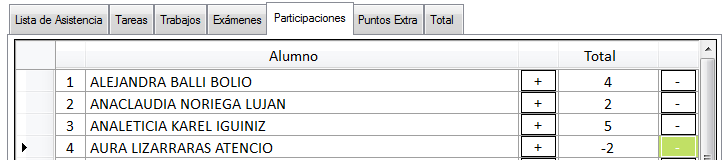 Lista de Asistencia Tareas Trabajos Exámenes Participaciones Puntos Extra Total
Alumno Total
1 ALEJANDRA BALLI BOLIO + 4 -
2 ANACLAUDIA NORIEGA LUJAN + 2 -
3 ANALETICIA KAREL IGUINIZ + 5 -
4 AURA LIZARRARAS ATENCIO + -2 -